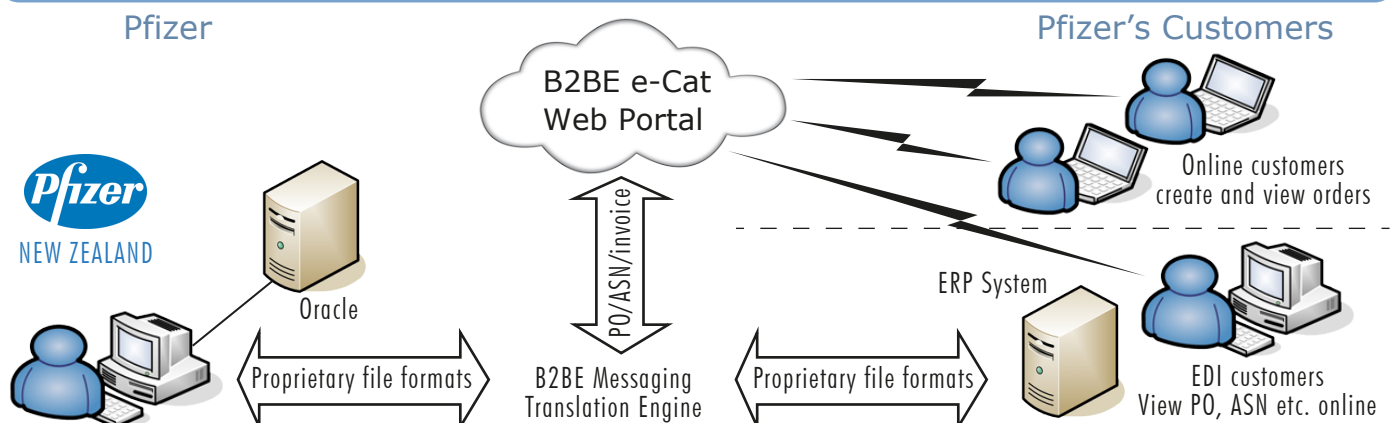 Pfizer
Pfizer's Customers
B2BE e-Cat
Web Portal
Online customers
create and view orders
Pfizer
NEW ZEALAND
Oracle
PO/ASN/invoice
ERP System
Proprietary file formats
B2BE Messaging
Translation Engine
Proprietary file formats
EDI customers
View PO, ASN etc. online